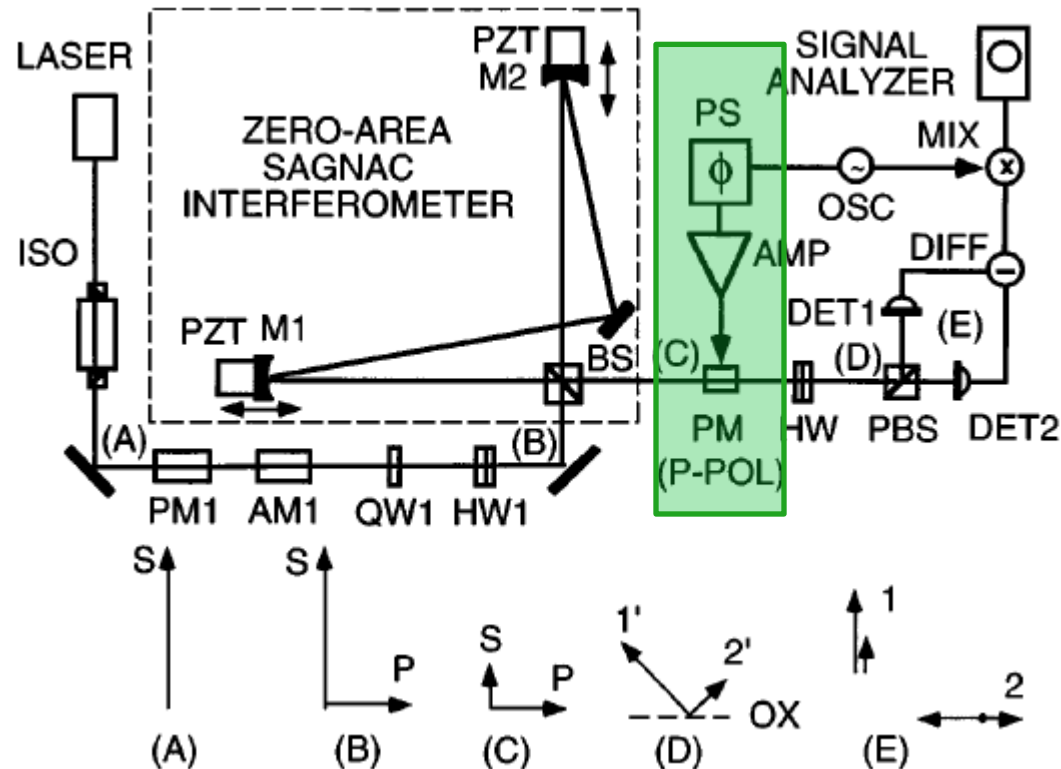 LASER
PZT
M2
SIGNAL
ANALYZER
PS
ZERO-AREA
SAGNAC
INTERFEROMETER
MIX
X
ϕ
~
OSC
ISO
AMP
DIFF
−
PZT M1
DET1
(E)
BS
(C)
(D)
(A)
(B)
PM
HW
PBS
DET2
(P-POL)
PM1
AM1
QW1
HW1
S
S
1
1'
2'
S
P
P
2
OX
(A)
(B)
(C)
(D)
(E)